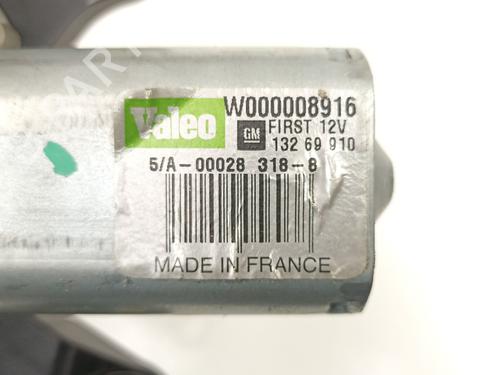 Valeo
W000008916
GM FIRST 12V
132 69 910
5/A-00028 318-8
MADE IN FRANCE